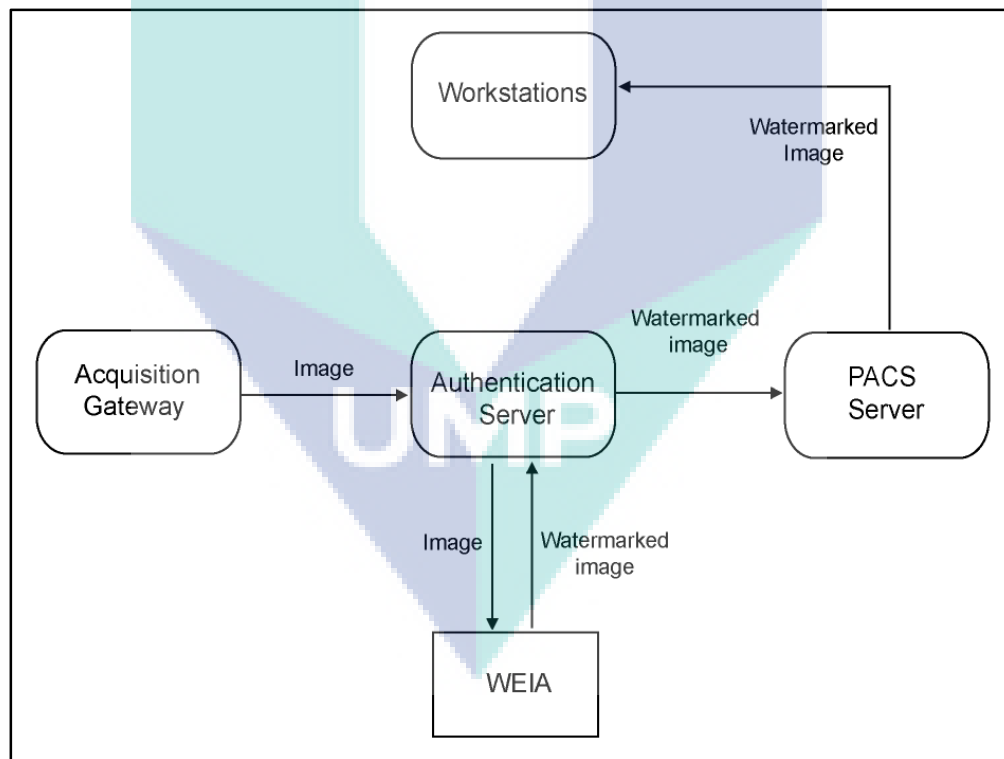 Workstations
Watermarked
Image
Acquisition
Gateway
Image
Authentication
Server
Watermarked
image
PACS
Server
UMP
Image
Watermarked
image
WEIA